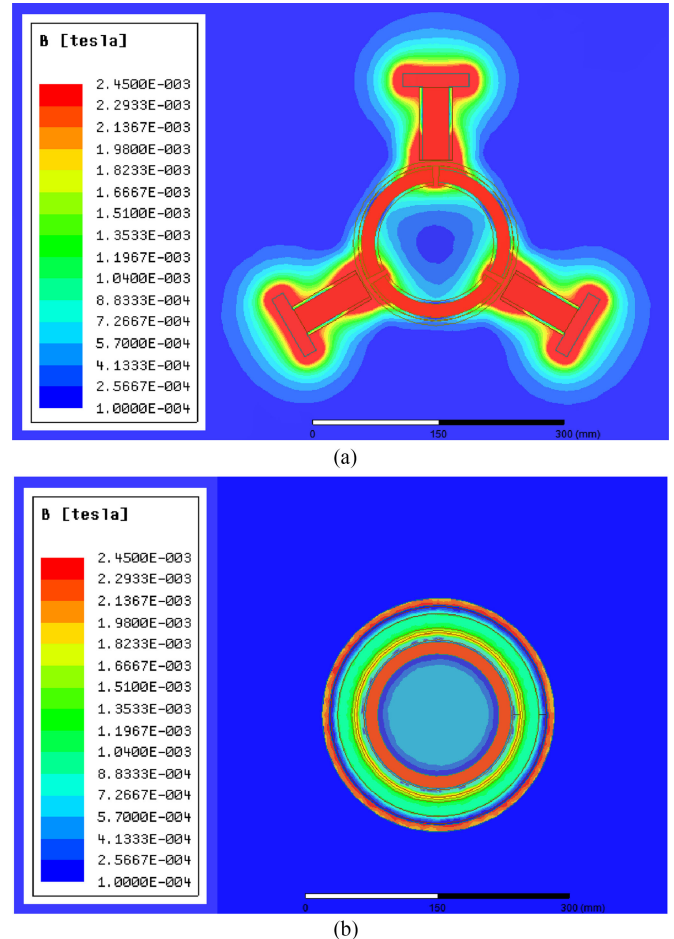 B [tesla]
2.4500E-003
2.2933E-003
2.1367E-003
1.9800E-003
1.8233E-003
1.6667E-003
1.5100E-003
1.3533E-003
1.1967E-003
1.0400E-003
8.8333E-004
7.2667E-004
5.7000E-004
4.1333E-004
2.5667E-004
1.0000E-004
0 150 300 (mm)
(a)
B [tesla]
2.4500E-003
2.2933E-003
2.1367E-003
1.9800E-003
1.8233E-003
1.6667E-003
1.5100E-003
1.3533E-003
1.1967E-003
1.0400E-003
8.8333E-004
7.2667E-004
5.7000E-004
4.1333E-004
2.5667E-004
1.0000E-004
0 150 300 (mm)
(b)